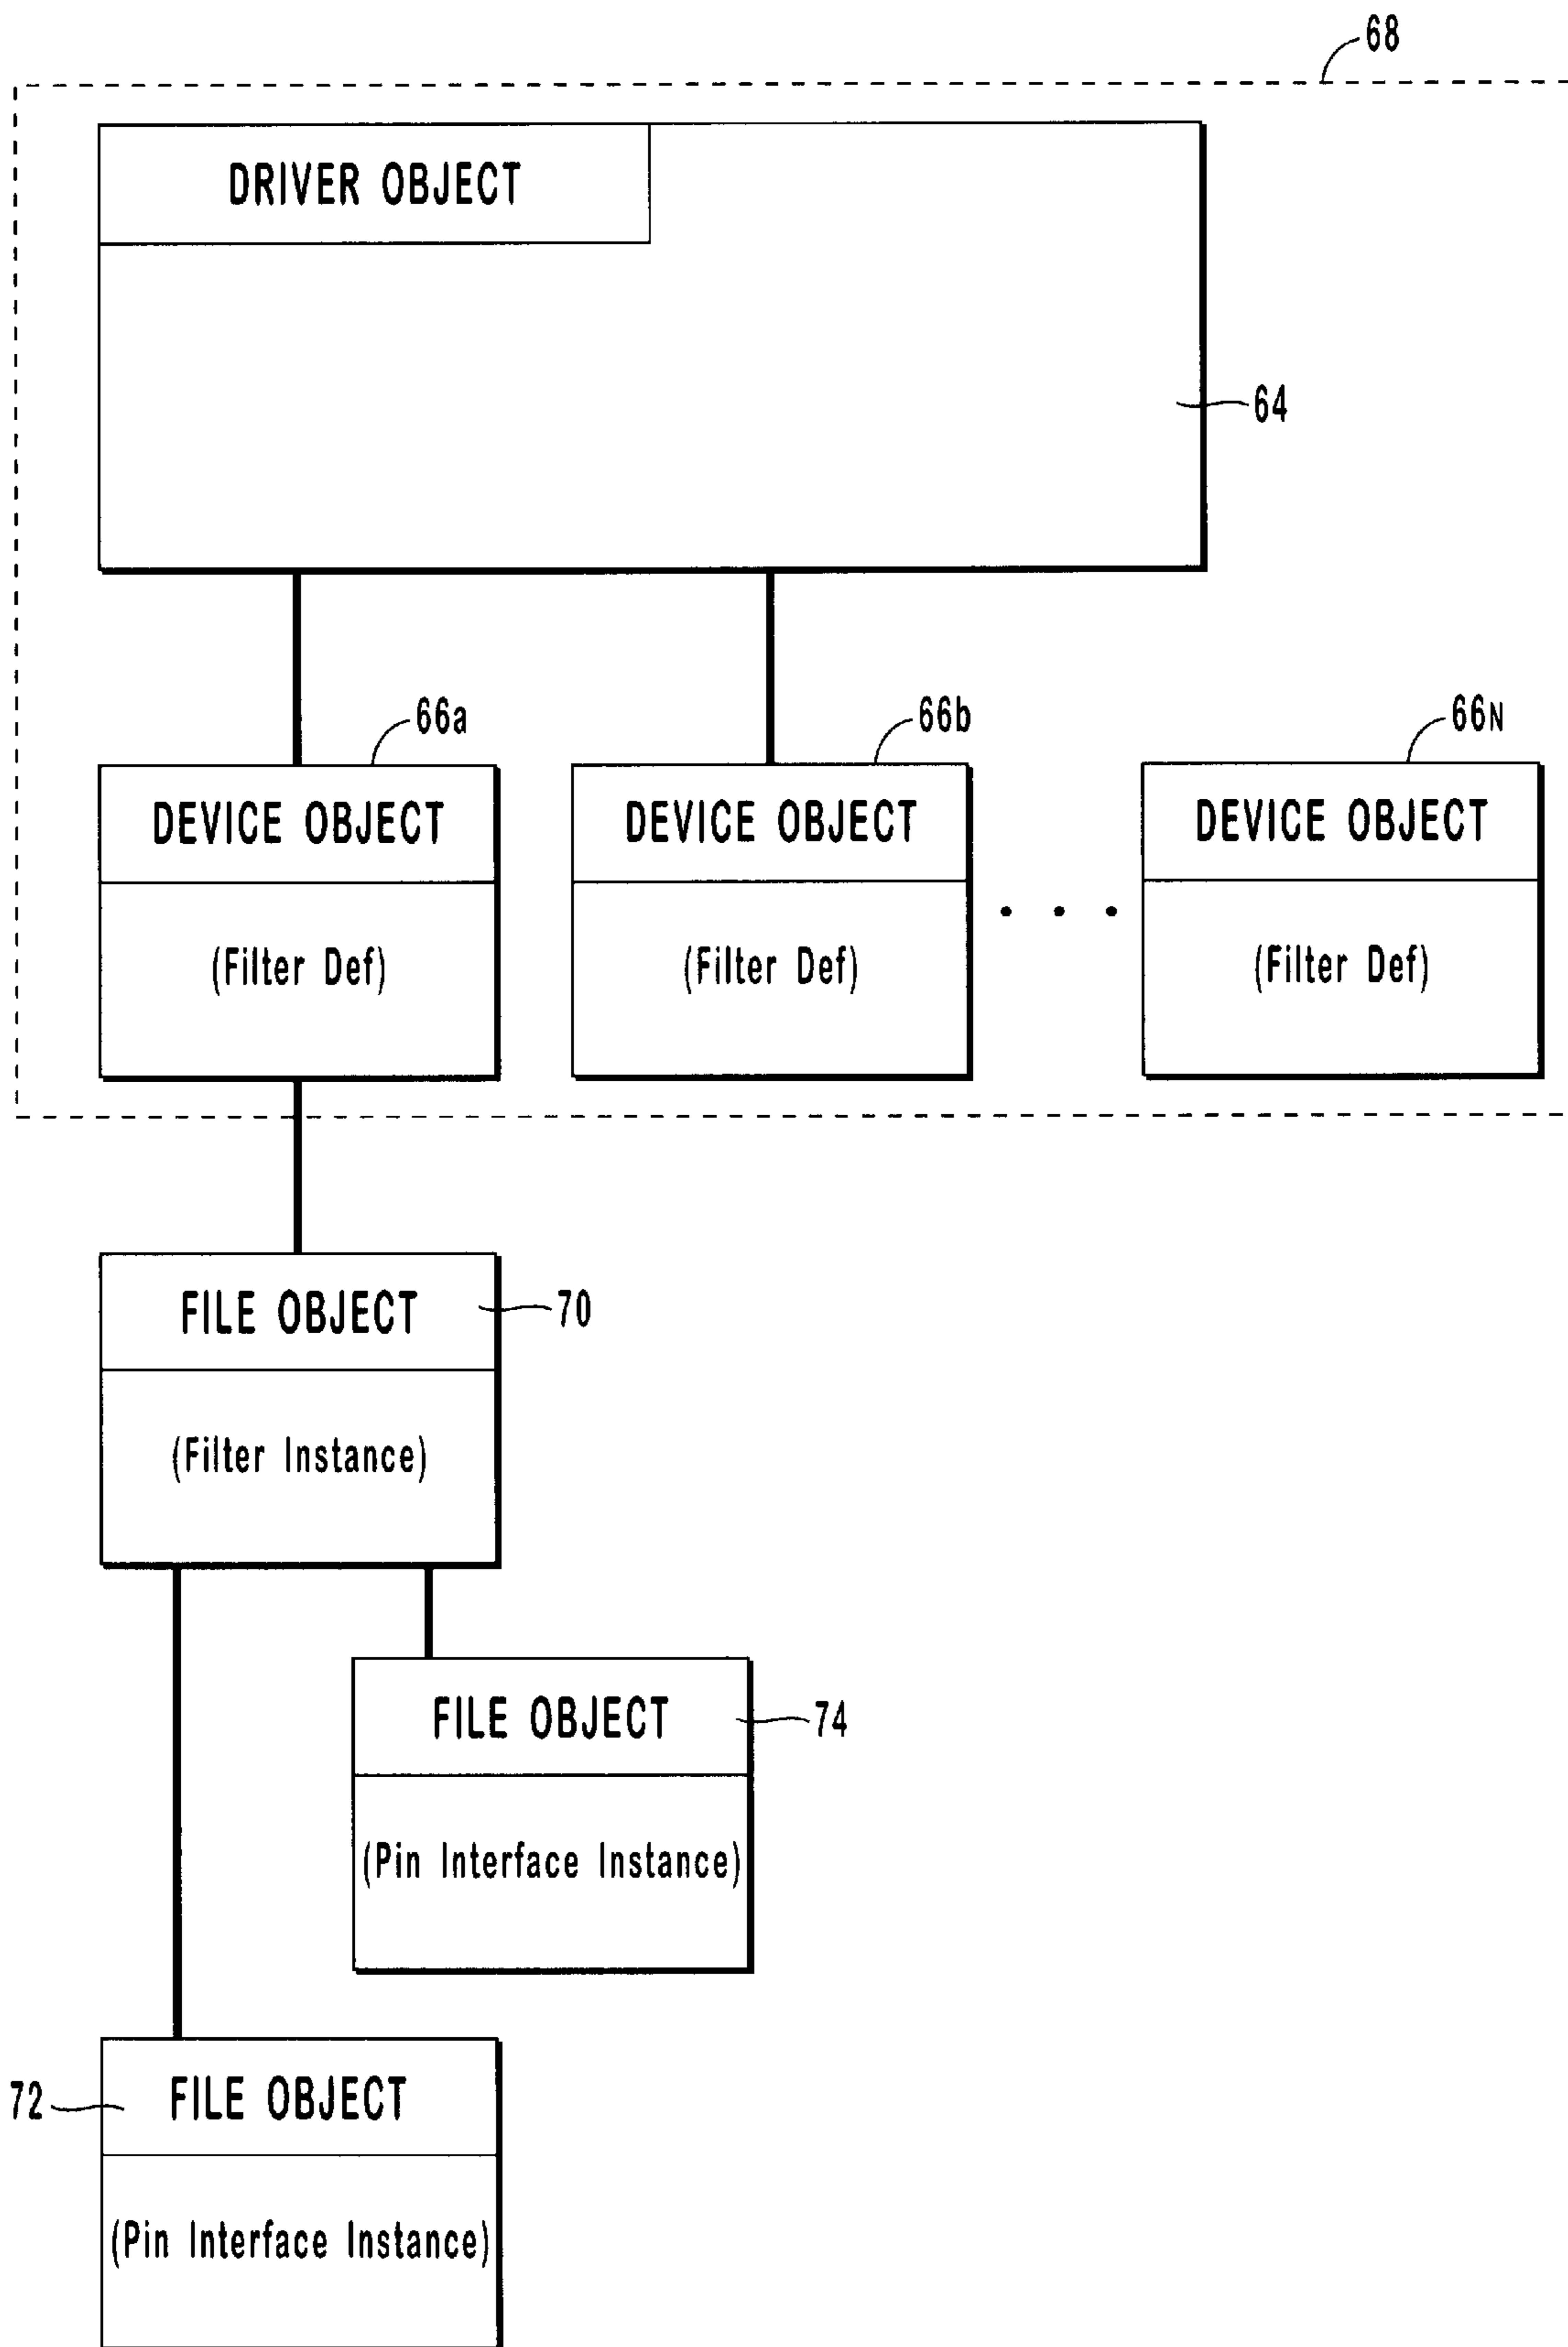 68
DRIVER OBJECT
64
66a
66b
66N
DEVICE OBJECT
DEVICE OBJECT
DEVICE OBJECT
(Filter Def)
(Filter Def)
. . .
(Filter Def)
FILE OBJECT
70
(Filter Instance)
FILE OBJECT
74
(Pin Interface Instance)
72
FILE OBJECT
(Pin Interface Instance)